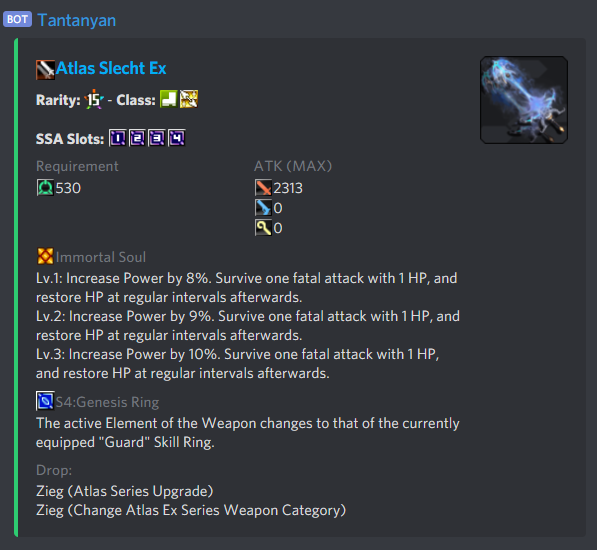 BOT Tantanyan
Atlas Slecht Ex
Rarity: 15 - Class:
SSA Slots: 1 2 3 4
Requirement
530
ATK (MAX)
2313
0
0
Immortal Soul
Lv.1: Increase Power by 8%. Survive one fatal attack with 1 HP, and
restore HP at regular intervals afterwards.
Lv.2: Increase Power by 9%. Survive one fatal attack with 1 HP, and
restore HP at regular intervals afterwards.
Lv.3: Increase Power by 10%. Survive one fatal attack with 1 HP,
and restore HP at regular intervals afterwards.
S4:Genesis Ring
The active Element of the Weapon changes to that of the currently
equipped "Guard" Skill Ring.
Drop:
Zieg (Atlas Series Upgrade)
Zieg (Change Atlas Ex Series Weapon Category)